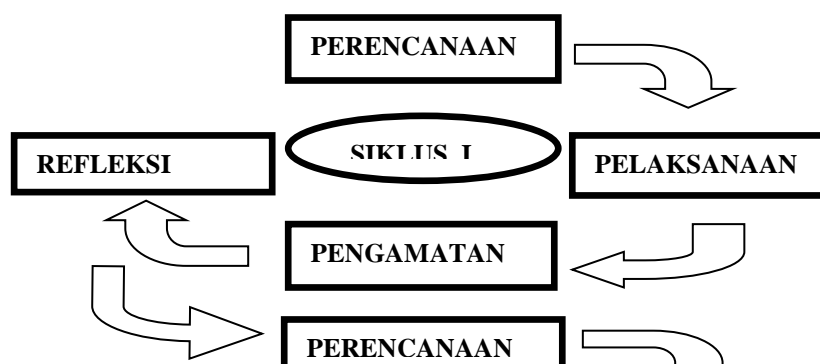 PERENCANAAN
REFLEKSI
SIKLUS I
PELAKSANAAN
PENGAMATAN
PERENCANAAN